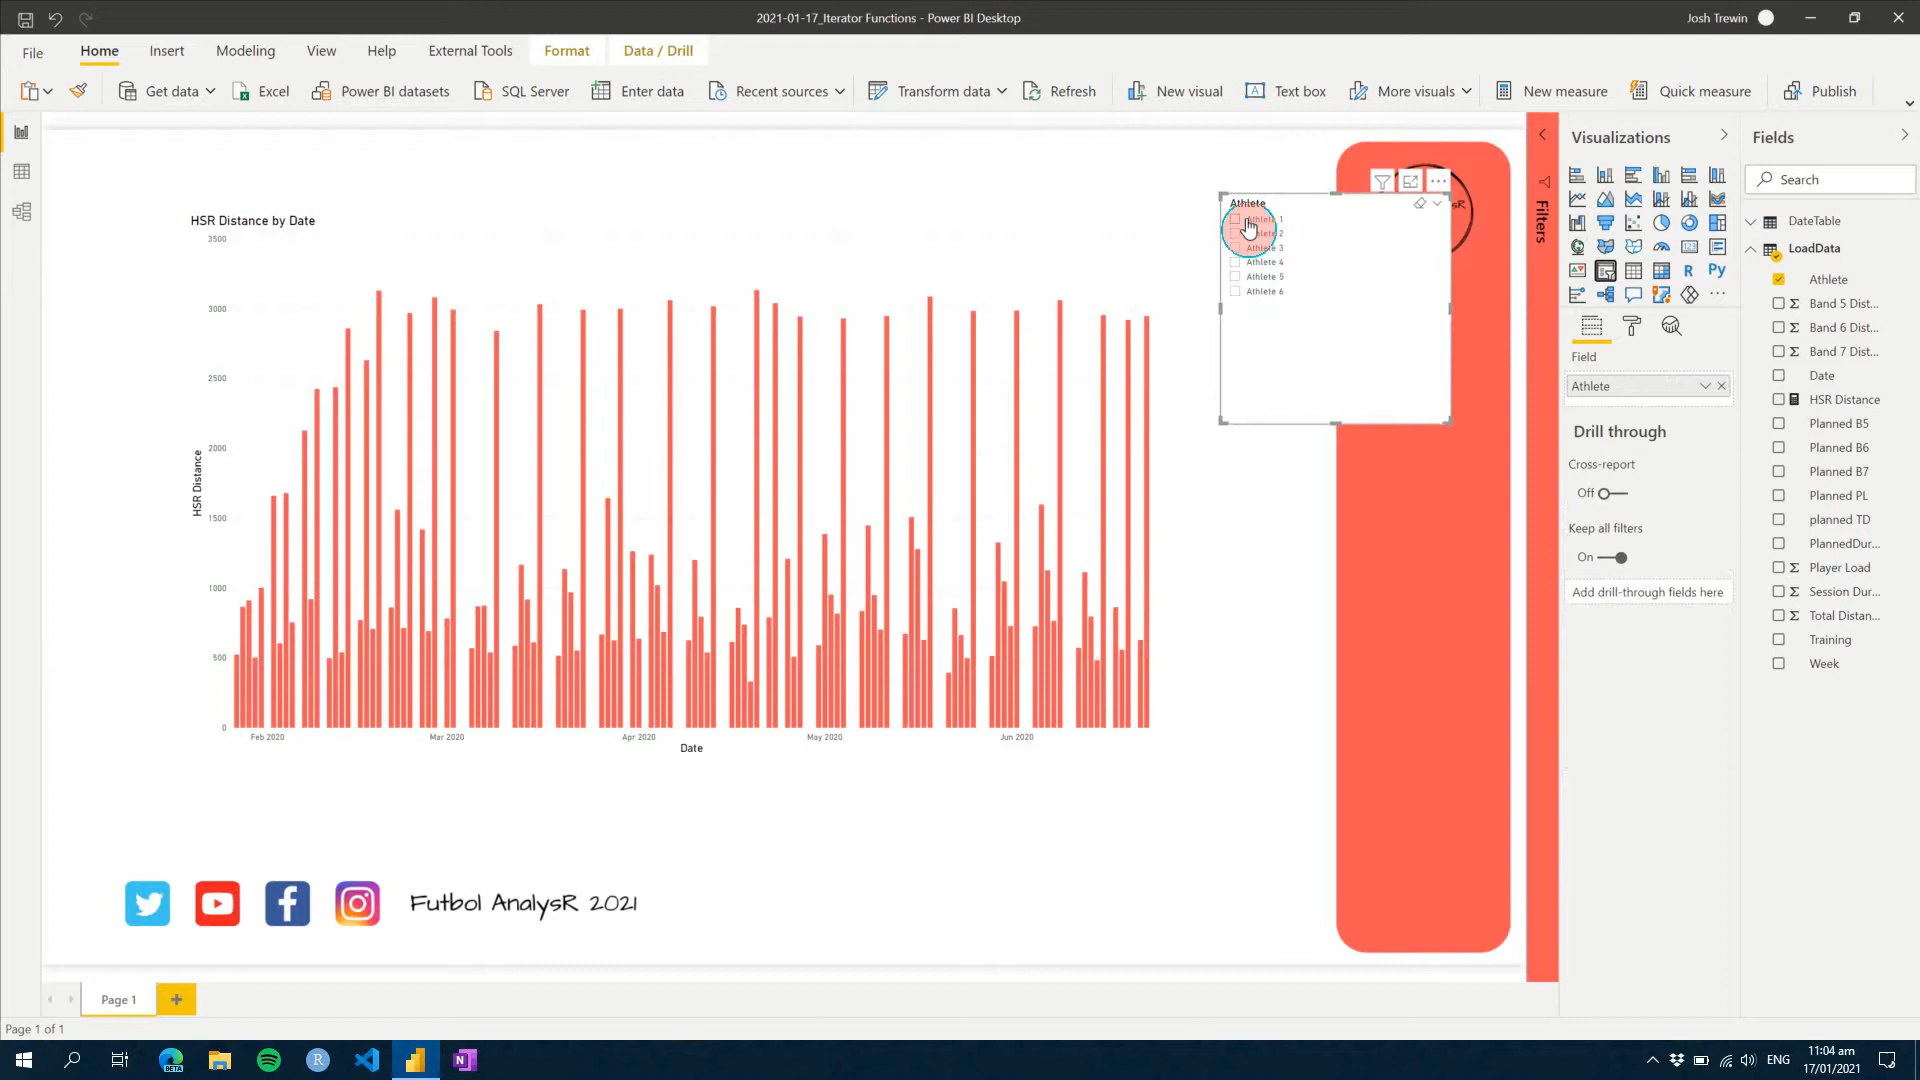 2021-01-17_Iterator Functions - Power BI Desktop
Josh Trewin
File Home Insert Modeling View Help External Tools Format Data / Drill
Get data Excel Power BI datasets SQL Server Enter data Recent sources Transform data Refresh New visual Text box More visuals New measure Quick measure Publish
HSR Distance by Date
3500
3000
2500
2000
1500
1000
500
0
HSR Distance
Feb 2020 Mar 2020 Apr 2020 May 2020 Jun 2020
Date
Athlete
Athlete 1
Athlete 2
Athlete 3
Athlete 4
Athlete 5
Athlete 6
Filters
Visualizations
R Py
Field
Athlete
Drill through
Cross-report
Off
Keep all filters
On
Add drill-through fields here
Fields
Search
DateTable
LoadData
Athlete
Band 5 Dist...
Band 6 Dist...
Band 7 Dist...
Date
HSR Distance
Planned B5
Planned B6
Planned B7
Planned PL
planned TD
PlannedDur...
Player Load
Session Dur...
Total Distan...
Training
Week
Futbol AnalysR 2021
Page 1
Page 1 of 1
ENG
11:04 am
17/01/2021